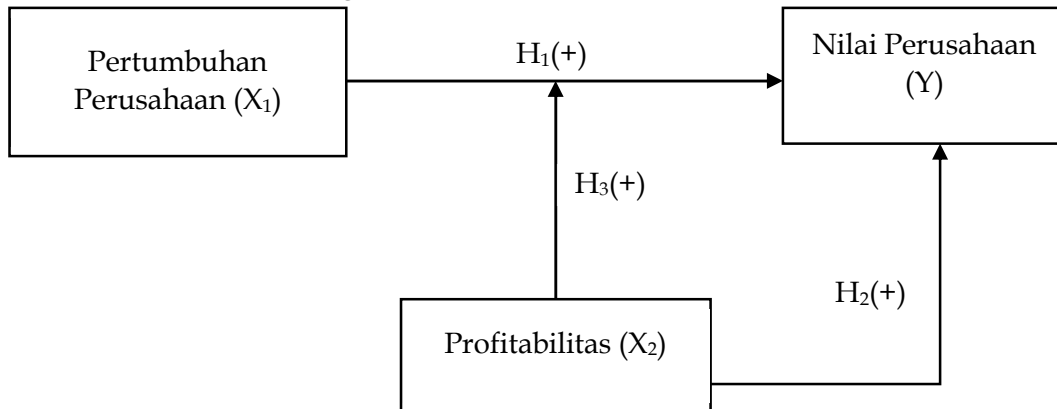 Pertumbuhan
Perusahaan (X₁)
H₁(+)
Nilai Perusahaan
(Y)
H₃(+)
H₂(+)
Profitabilitas (X₂)